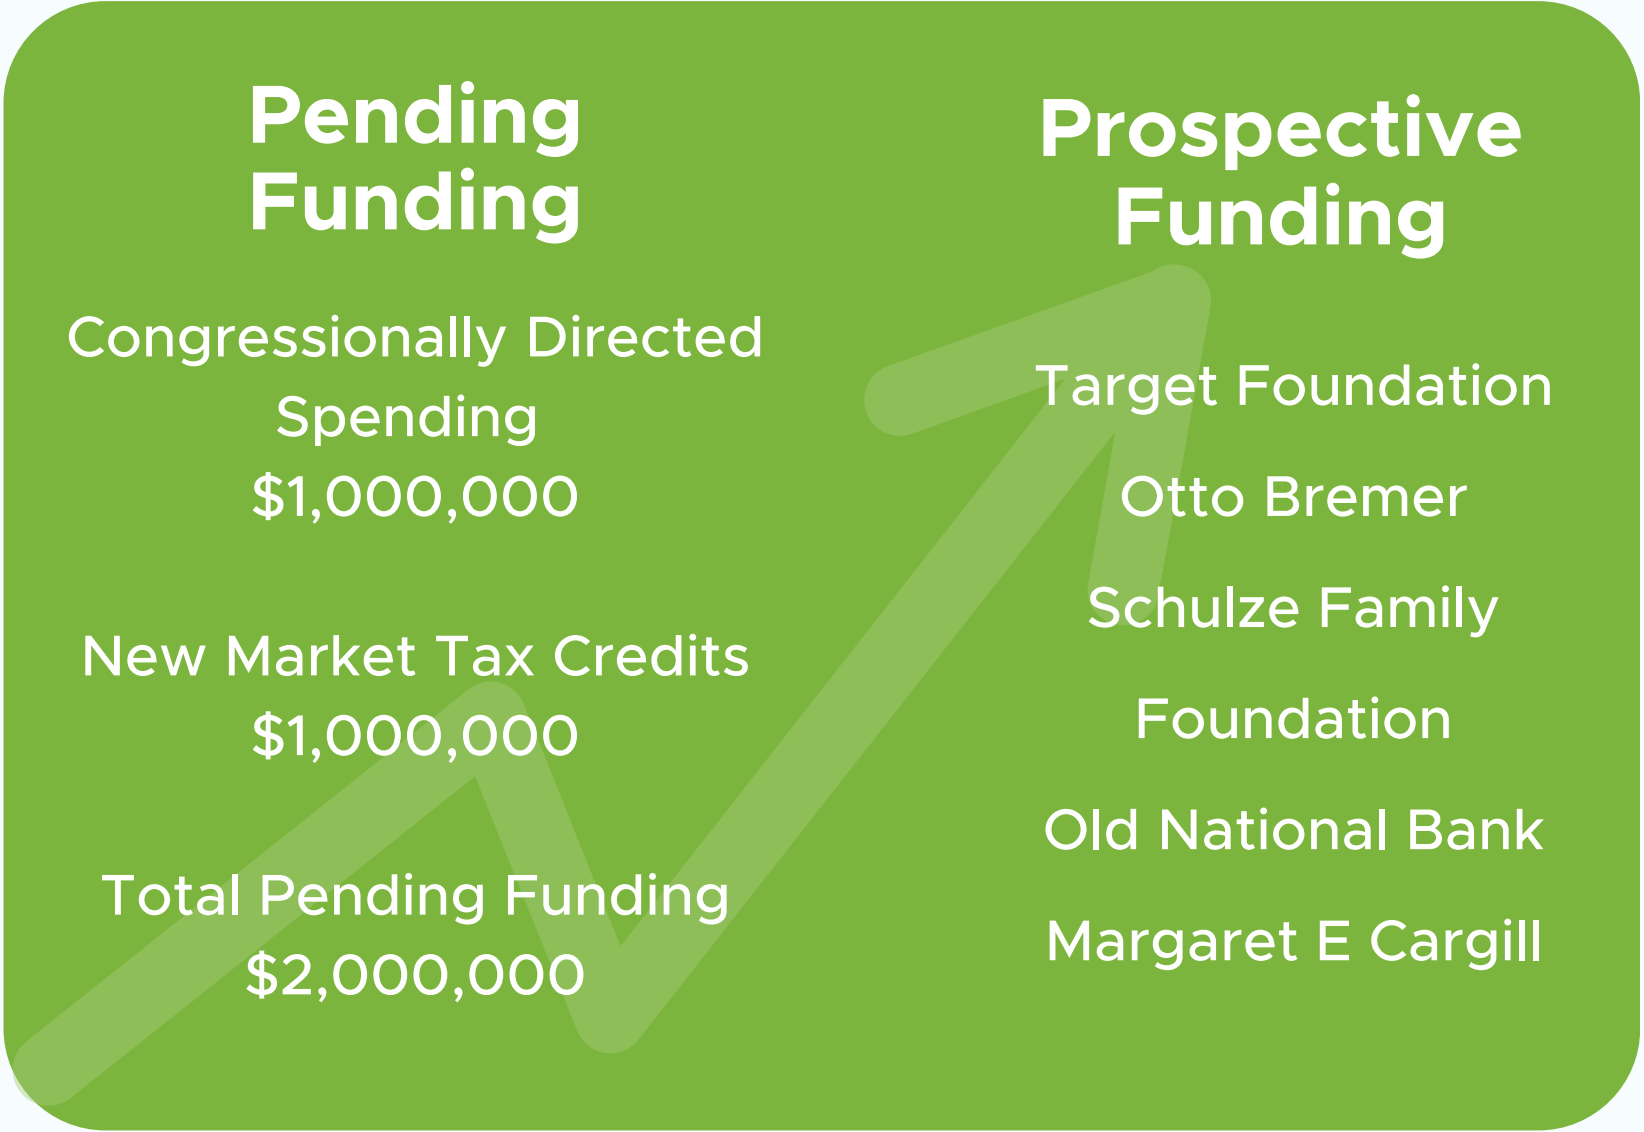 Pending
Funding
Congressionally Directed
Spending
$1,000,000
New Market Tax Credits
$1,000,000
Total Pending Funding
$2,000,000
Prospective
Funding
Target Foundation
Otto Bremer
Schulze Family
Foundation
Old National Bank
Margaret E Cargill